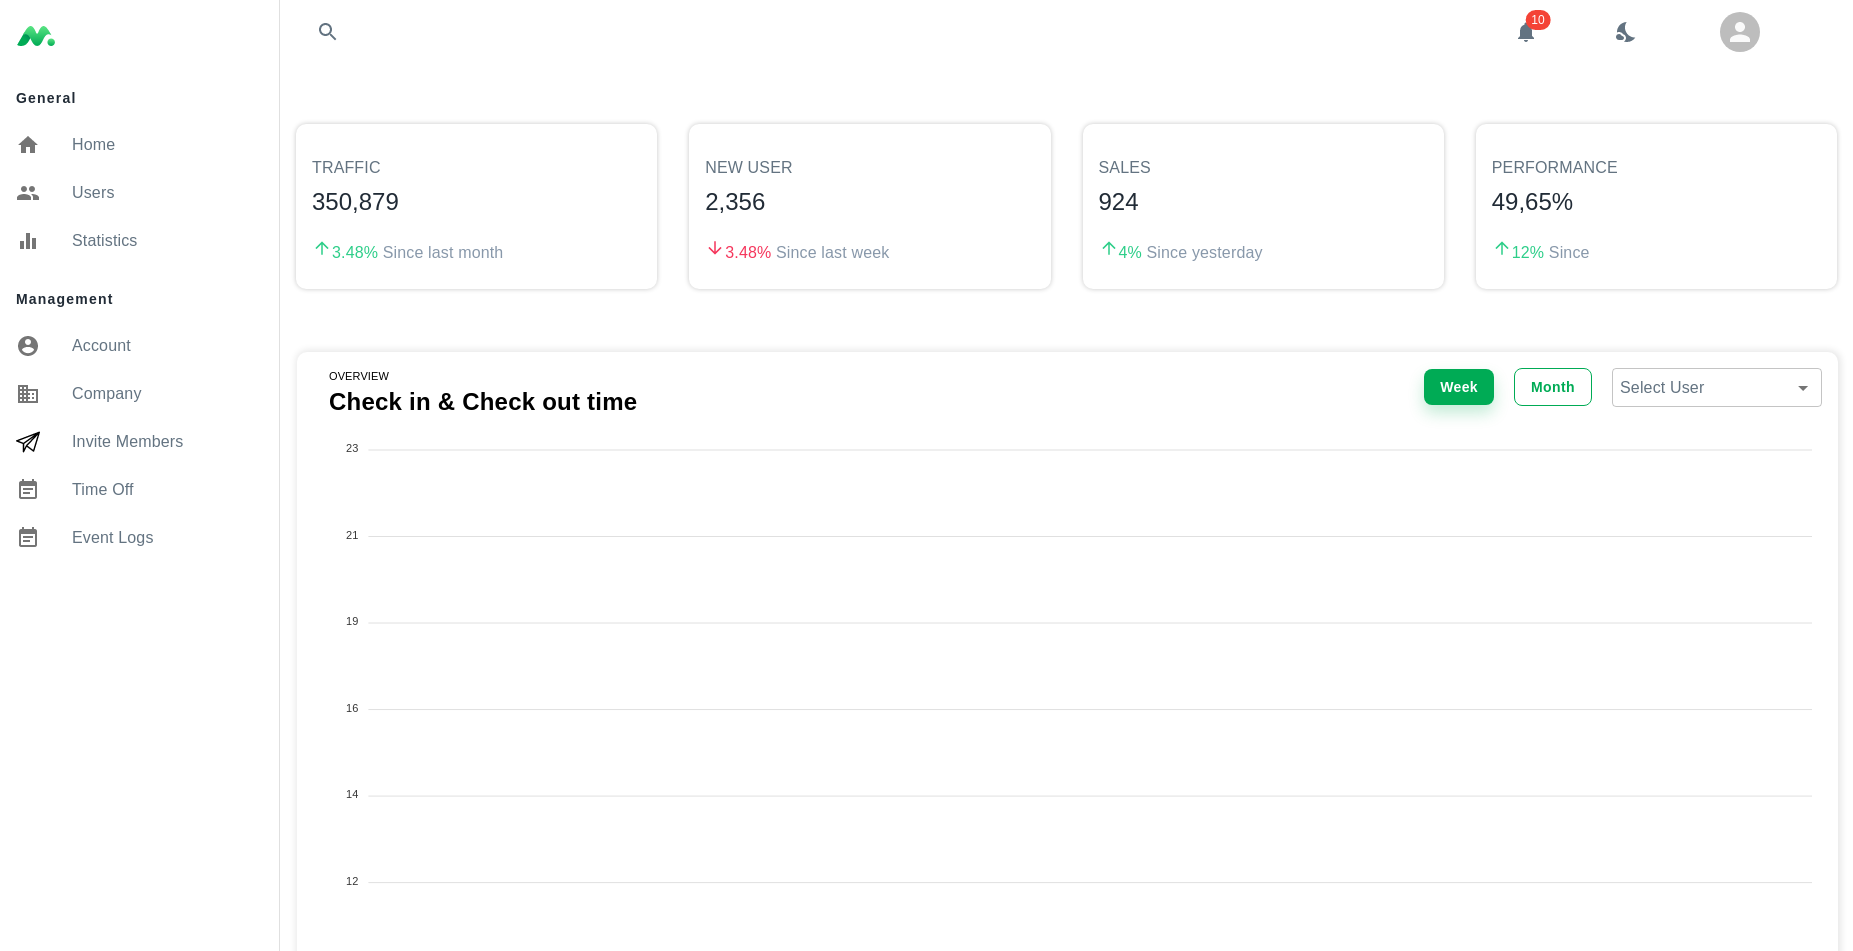 10
General
Home
Users
Statistics
Management
Account
Company
Invite Members
Time Off
Event Logs
TRAFFIC
350,879
3.48% Since last month
NEW USER
2,356
3.48% Since last week
SALES
924
4% Since yesterday
PERFORMANCE
49,65%
12% Since
OVERVIEW
Check in & Check out time
Week
Month
Select User
23
21
19
16
14
12